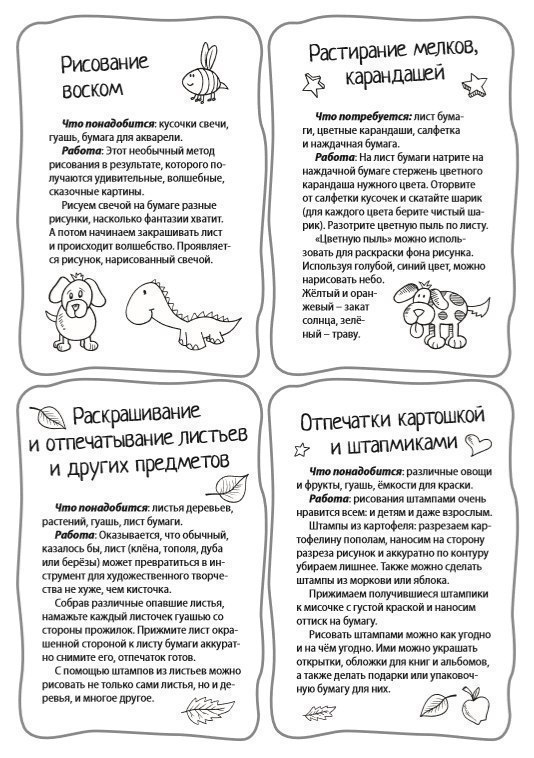 Рисование
воском
Что понадобится: кусочки свечи,
гуашь, бумага для акварели.
Работа: Этот необычный метод
рисования в результате, которого по-
лучаются удивительные, волшебные,
сказочные картины.
Рисуем свечой на бумаге разные
рисунки, насколько фантазии хватит.
А потом начинаем закрашивать лист
и происходит волшебство. Проявляет-
ся рисунок, нарисованный свечой.
Растирание мелков,
карандашей
Что потребуется: лист бума-
ги, цветные карандаши, салфетка
и наждачная бумага.
Работа: На лист бумаги натрите на
наждачной бумаге стержень цветного
карандаша нужного цвета. Оторвите
от салфетки кусочек и скатайте шарик
(для каждого цвета берите чистый ша-
рик). Разотрите цветную пыль по листу.
«Цветную пыль» можно исполь-
зовать для раскраски фона рисунка.
Используя голубой, синий цвет, можно
нарисовать небо.
Жёлтый и оран-
жевый – закат
солнца, зелё-
ный – траву.
Раскрашивание
и отпечатывание листьев
и других предметов
Что понадобится: листья деревьев,
растений, гуашь, лист бумаги.
Работа: Оказывается, что обычный,
казалось бы, лист (клёна, тополя, дуба
или берёзы) может превратиться в ин-
струмент для художественного творче-
ства не хуже, чем кисточка.
Собрав различные опавшие листья,
намажьте каждый листочек гуашью со
стороны прожилок. Прижмите лист окра-
шенной стороной к листу бумаги аккурат-
но снимите его, отпечаток готов.
С помощью штампов из листьев можно
рисовать не только сами листья, но и де-
ревья, и многое другое.
Отпечатки картошкой
и штапмиками
Что понадобится: различные овощи
и фрукты, гуашь, ёмкости для краски.
Работа: рисования штампами очень
нравится всем: и детям и даже взрослым.
Штампы из картофеля: разрезаем кар-
тофелину пополам, наносим на сторону
разреза рисунок и аккуратно по контуру
убираем лишнее. Также можно сделать
штампы из моркови или яблока.
Прижимаем получившиеся штампики
к мисочке с густой краской и наносим
оттиск на бумагу.
Рисовать штампами можно как угодно
и на чём угодно. Ими можно украшать
открытки, обложки для книг и альбомов,
а также делать подарки или упаковоч-
ную бумагу для них.